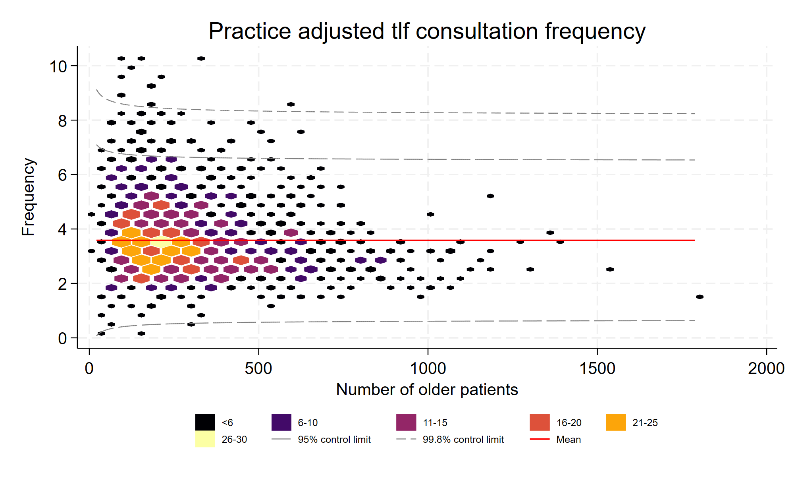 Practice adjusted tlf consultation frequency
10
8
6
4
2
0
Frequency
0 500 1000 1500 2000
Number of older patients
<6 6-10 11-15 16-20 21-25
26-30 95% control limit 99.8% control limit Mean